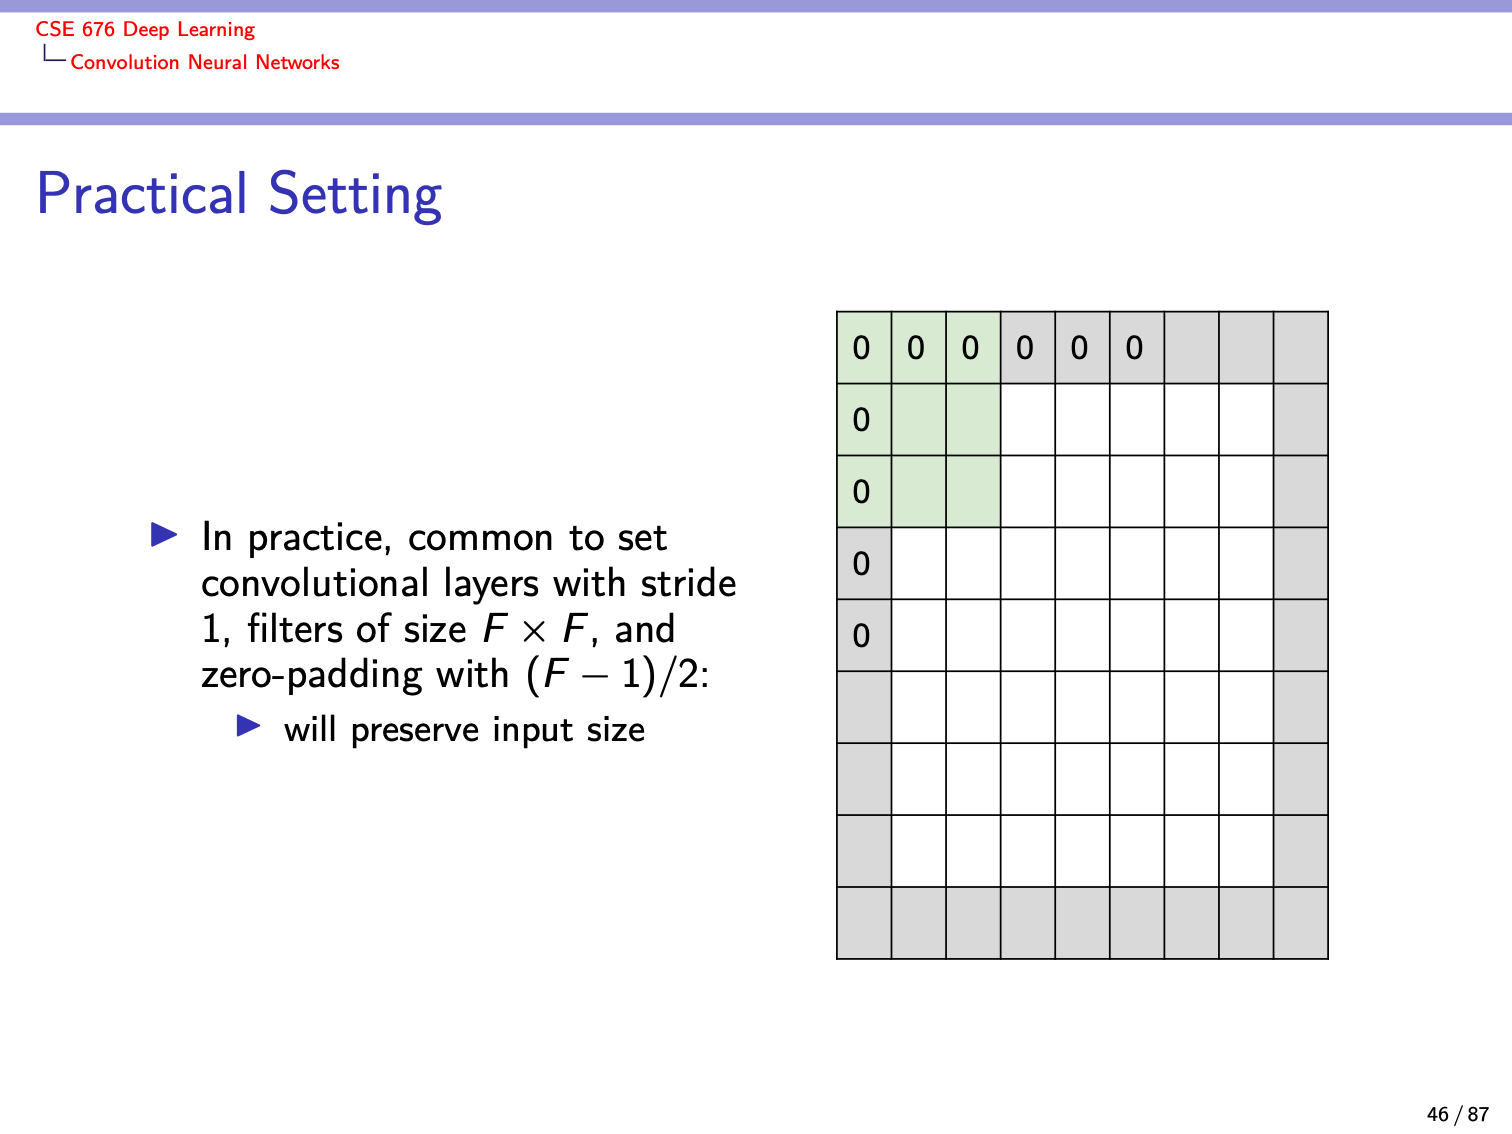 CSE 676 Deep Learning
Convolution Neural Networks
Practical Setting
In practice, common to set
convolutional layers with stride
1, filters of size F × F, and
zero-padding with (F − 1)/2:
will preserve input size
0 0 0 0 0 0
0
0
0
0
46 / 87